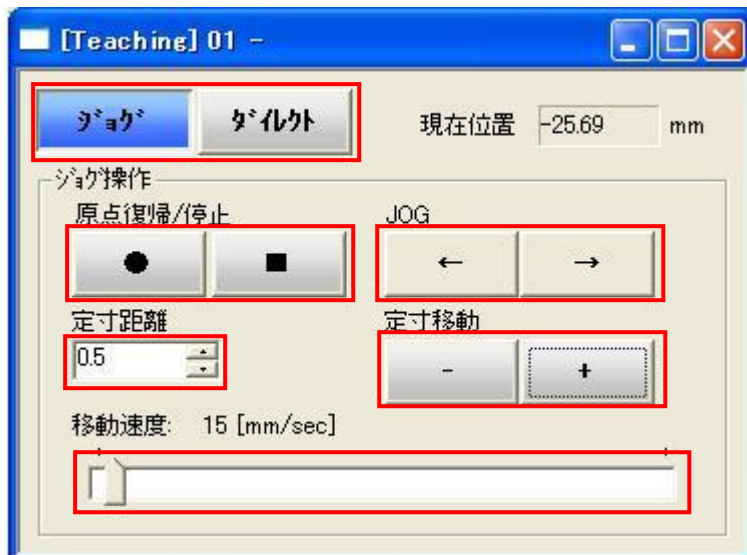 [Teaching] 01 -
ｼﾞｮｸﾞ ﾀﾞｲﾚｸﾄ 現在位置 -25.69 mm
ｼﾞｮｸﾞ操作
原点復帰/停止 JOG
● ■ ← →
定寸距離 定寸移動
0.5 - +
移動速度: 15 [mm/sec]